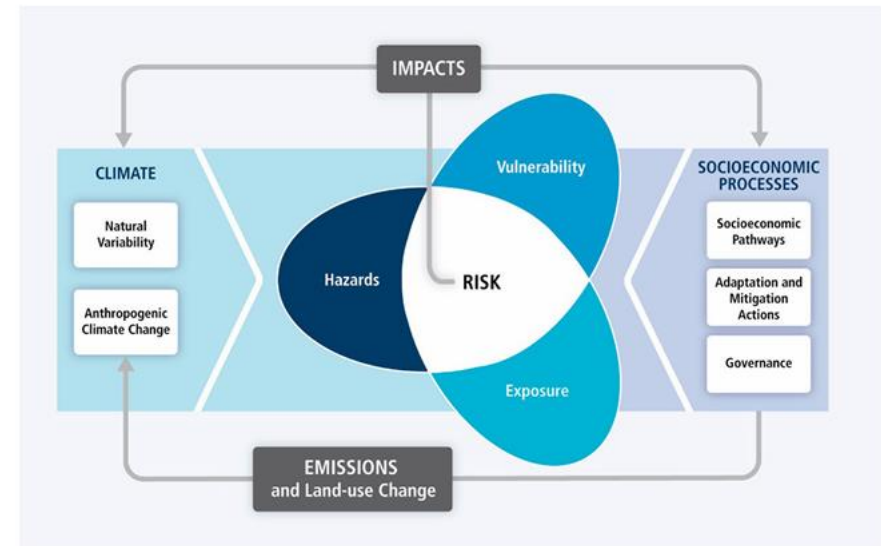 IMPACTS
CLIMATE
Natural
Variability
Anthropogenic
Climate Change
Hazards
Vulnerability
RISK
Exposure
SOCIOECONOMIC
PROCESSES
Socioeconomic
Pathways
Adaptation and
Mitigation
Actions
Governance
EMISSIONS
and Land-use Change